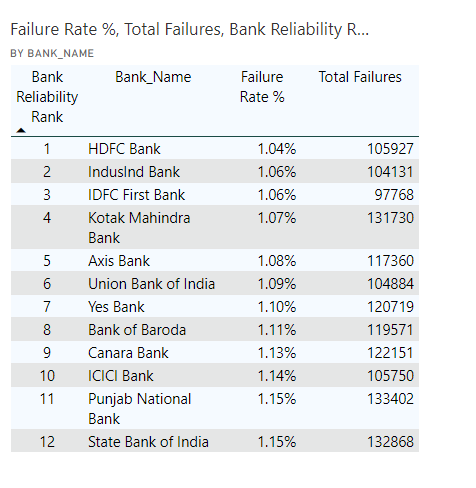 Failure Rate %, Total Failures, Bank Reliability R...
BY BANK_NAME
Bank Reliability Rank Bank_Name Failure Rate % Total Failures
1 HDFC Bank 1.04% 105927
2 IndusInd Bank 1.06% 104131
3 IDFC First Bank 1.06% 97768
4 Kotak Mahindra Bank 1.07% 131730
5 Axis Bank 1.08% 117360
6 Union Bank of India 1.09% 104884
7 Yes Bank 1.10% 120719
8 Bank of Baroda 1.11% 119571
9 Canara Bank 1.13% 122151
10 ICICI Bank 1.14% 105750
11 Punjab National Bank 1.15% 133402
12 State Bank of India 1.15% 132868